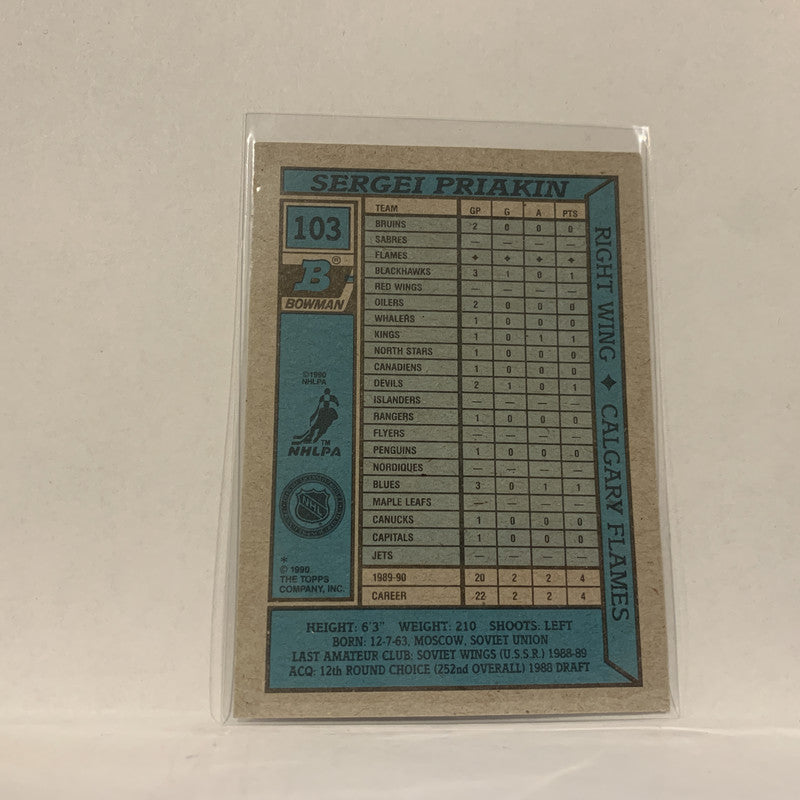 SERGEI PRIAKIN
103
B®
BOWMAN
©1990
NHLPA
TM
NHLPA
NHL
*
© 1990
THE TOPPS
COMPANY, INC.
TEAM GP G A PTS
BRUINS 2 0 0 0
SABRES — — — —
FLAMES ♦ ♦ ♦ ♦
BLACKHAWKS 3 1 0 1
RED WINGS — — — —
OILERS 2 0 0 0
WHALERS 1 0 0 0
KINGS 1 0 1 1
NORTH STARS 1 0 0 0
CANADIENS 1 0 0 0
DEVILS 2 1 0 1
ISLANDERS — — — —
RANGERS 1 0 0 0
FLYERS — — — —
PENGUINS 1 0 0 0
NORDIQUES — — — —
BLUES 3 0 1 1
MAPLE LEAFS — — — —
CANUCKS 1 0 0 0
CAPITALS 1 0 0 0
JETS — — — —
1989-90 20 2 2 4
CAREER 22 2 2 4
RIGHT WING ♦ CALGARY FLAMES
HEIGHT: 6'3" WEIGHT: 210 SHOOTS: LEFT
BORN: 12-7-63, MOSCOW, SOVIET UNION
LAST AMATEUR CLUB: SOVIET WINGS (U.S.S.R.) 1988-89
ACQ: 12th ROUND CHOICE (252nd OVERALL) 1988 DRAFT